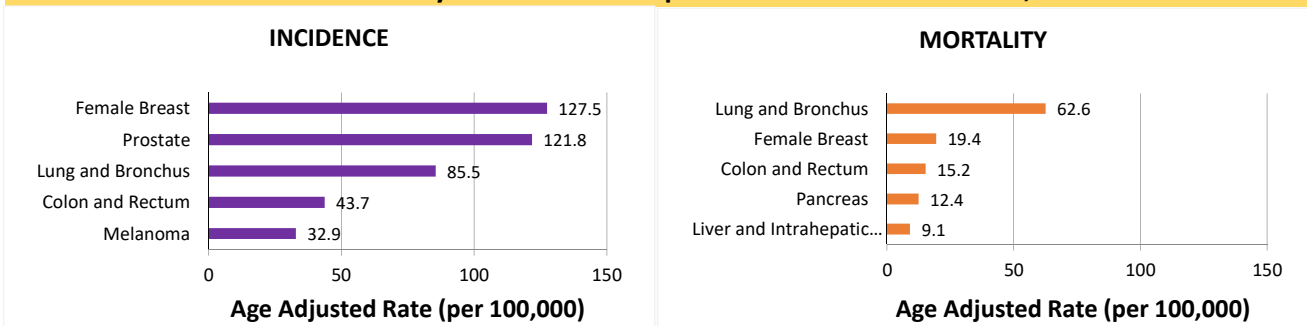 INCIDENCE
Female Breast 127.5
Prostate 121.8
Lung and Bronchus 85.5
Colon and Rectum 43.7
Melanoma 32.9
0 50 100 150
Age Adjusted Rate (per 100,000)
MORTALITY
Lung and Bronchus 62.6
Female Breast 19.4
Colon and Rectum 15.2
Pancreas 12.4
Liver and Intrahepatic... 9.1
0 50 100 150
Age Adjusted Rate (per 100,000)